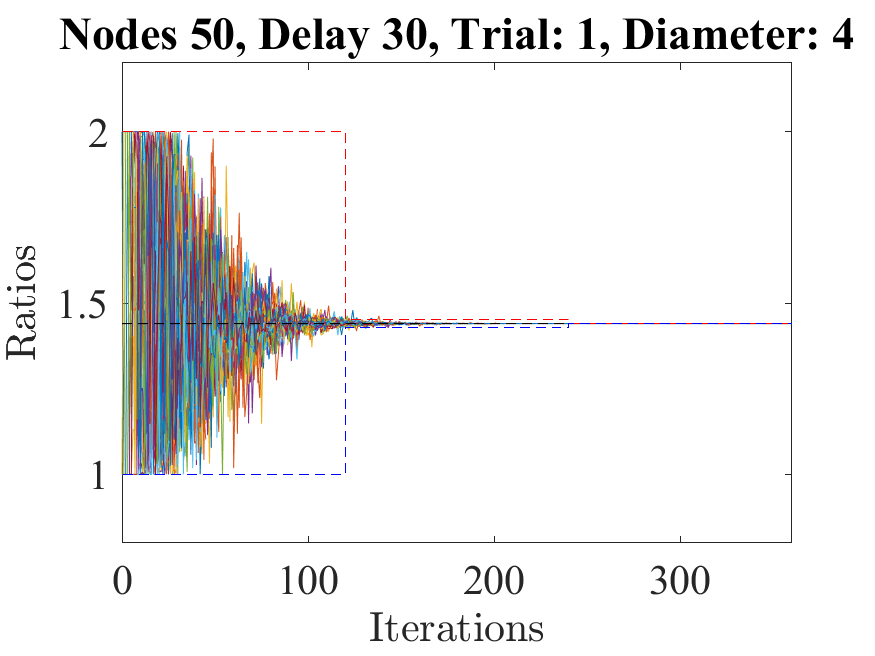 Nodes 50, Delay 30, Trial: 1, Diameter: 4
2
1.5
1
Ratios
0 100 200 300
Iterations